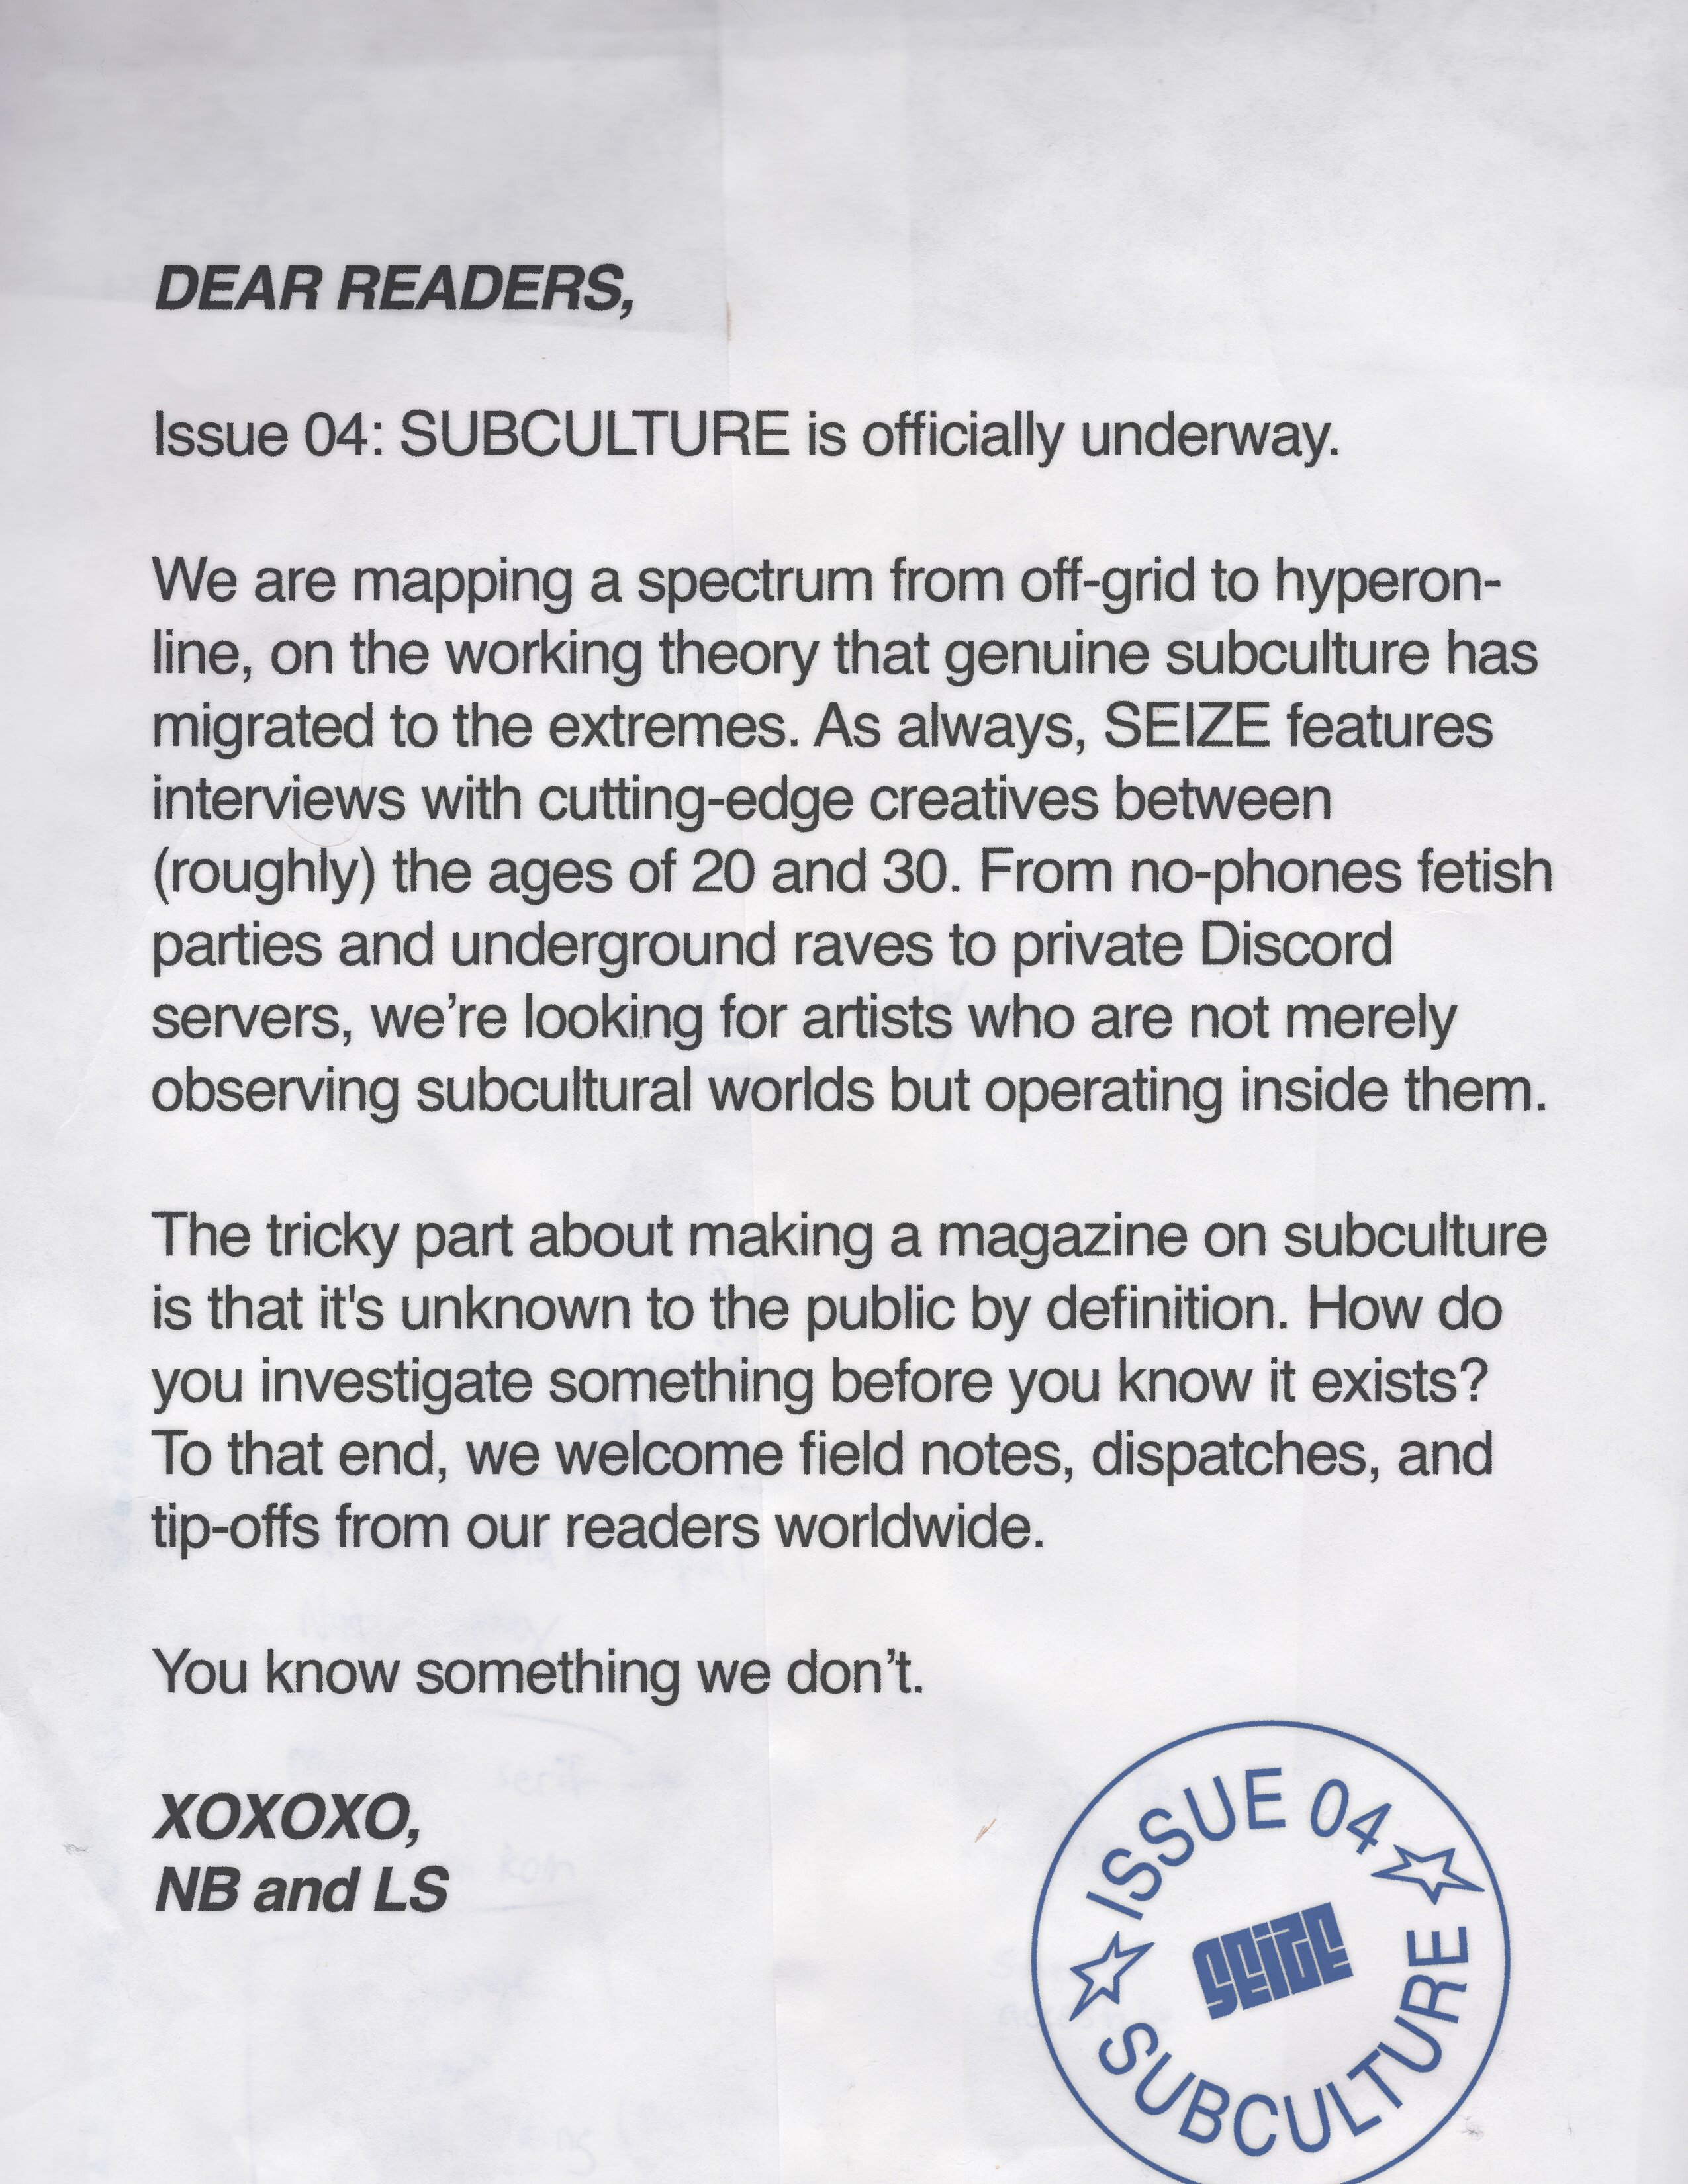 DEAR READERS,
Issue 04: SUBCULTURE is officially underway.
We are mapping a spectrum from off-grid to hyperon-
line, on the working theory that genuine subculture has
migrated to the extremes. As always, SEIZE features
interviews with cutting-edge creatives between
(roughly) the ages of 20 and 30. From no-phones fetish
parties and underground raves to private Discord
servers, we’re looking for artists who are not merely
observing subcultural worlds but operating inside them.
The tricky part about making a magazine on subculture
is that it's unknown to the public by definition. How do
you investigate something before you know it exists?
To that end, we welcome field notes, dispatches, and
tip-offs from our readers worldwide.
You know something we don’t.
XOXOXO,
NB and LS
ISSUE 04
SEIZE
SUBCULTURE